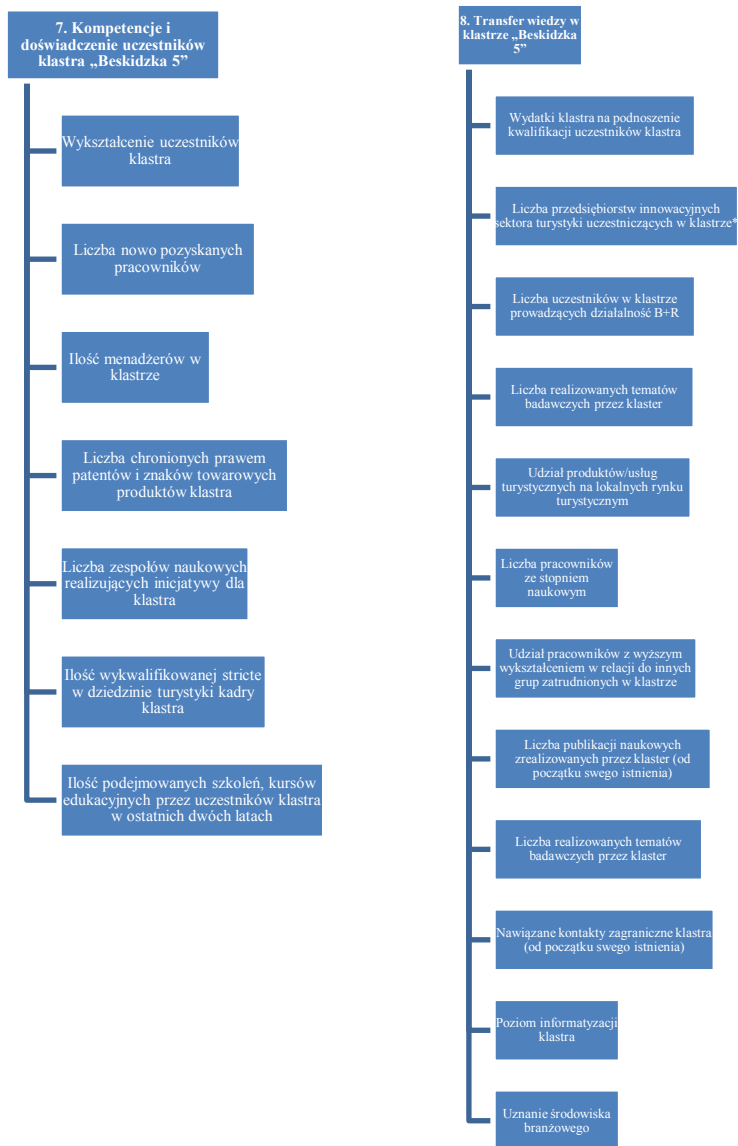 7. Kompetencje i
doświadczenie uczestników
klastra „Beskidzka 5”
Wykształcenie uczestników
klastra
Liczba nowo pozyskanych
pracowników
Ilość menadżerów w
klastrze
Liczba chronionych prawem
patentów i znaków towarowych
produktów klastra
Liczba zespołów naukowych
realizujących inicjatywy dla
klastra
Ilość wykwalifikowanej stricte
w dziedzinie turystyki kadry
klastra
Ilość podejmowanych szkoleń, kursów
edukacyjnych przez uczestników klastra
w ostatnich dwóch latach
8. Transfer wiedzy w
klastrze „Beskidzka
5”
Wydatki klastra na podnoszenie
kwalifikacji uczestników klastra
Liczba przedsiębiorstw innowacyjnych
sektora turystyki uczestniczących w klastrze*
Liczba uczestników w klastrze
prowadzących działalność B+R
Liczba realizowanych tematów
badawczych przez klaster
Udział produktów/usług
turystycznych na lokalnych rynku
turystycznym
Liczba pracowników
ze stopniem
naukowym
Udział pracowników z wyższym
wykształceniem w relacji do innych
grup zatrudnionych w klastrze
Liczba publikacji naukowych
zrealizowanych przez klaster (od
początku swego istnienia)
Liczba realizowanych tematów
badawczych przez klaster
Nawiązane kontakty zagraniczne klastra
(od początku swego istnienia)
Poziom informatyzacji
klastra
Uznanie środowiska
branżowego